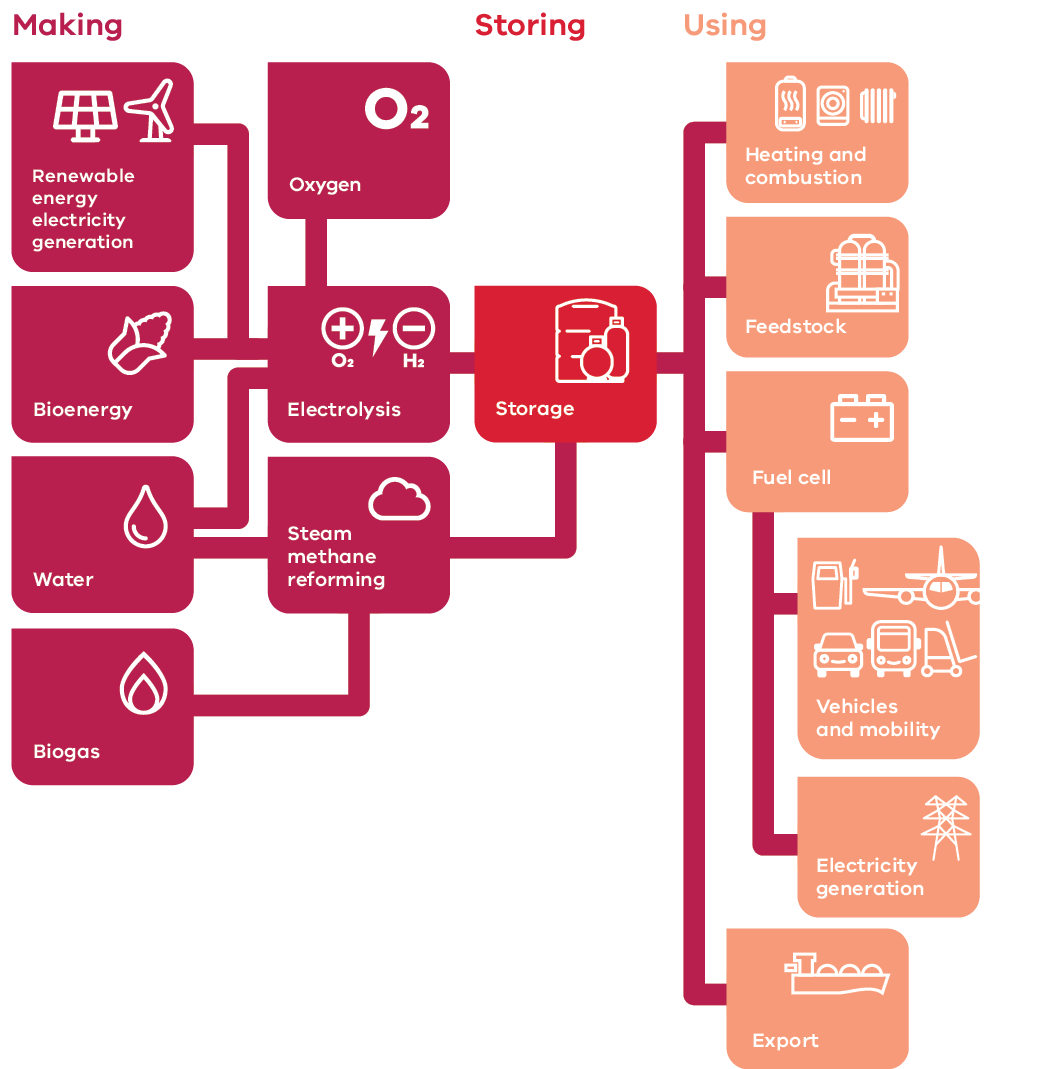 Making
Storing
Using
Renewable
energy
electricity
generation
O₂
Oxygen
Heating and
combustion
Feedstock
Bioenergy
+
−
O₂
H₂
Electrolysis
Storage
− +
Fuel cell
Water
Steam
methane
reforming
Vehicles
and mobility
Biogas
Electricity
generation
Export